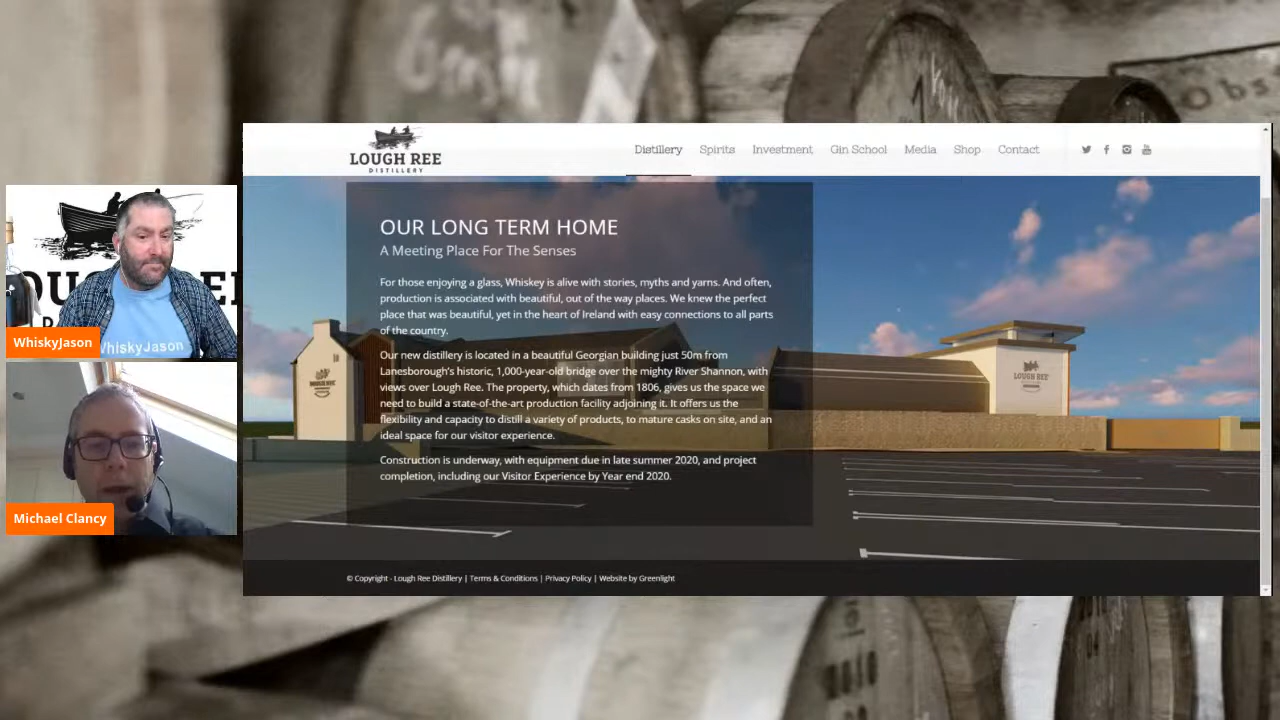 Obs
LOUGH REE
DISTILLERY
Distillery Spirits Investment Gin School Media Shop Contact
OUR LONG TERM HOME
A Meeting Place For The Senses
For those enjoying a glass, Whiskey is alive with stories, myths and yarns. And often,
production is associated with beautiful, out of the way places. We knew the perfect
place that was beautiful, yet in the heart of Ireland with easy connections to all parts
of the country.
Our new distillery is located in a beautiful Georgian building just 50m from
Lanesborough's historic, 1,000-year-old bridge over the mighty River Shannon, with
views over Lough Ree. The property, which dates from 1806, gives us the space we
need to build a state-of-the-art production facility adjoining it. It offers us the
flexibility and capacity to distill a variety of products, to mature casks on site, and an
ideal space for our visitor experience.
Construction is underway, with equipment due in late summer 2020, and project
completion, including our Visitor Experience by Year end 2020.
LOUGH REE
© Copyright - Lough Ree Distillery | Terms & Conditions | Privacy Policy | Website by Greenlight
WhiskyJason
WhiskyJason
Michael Clancy